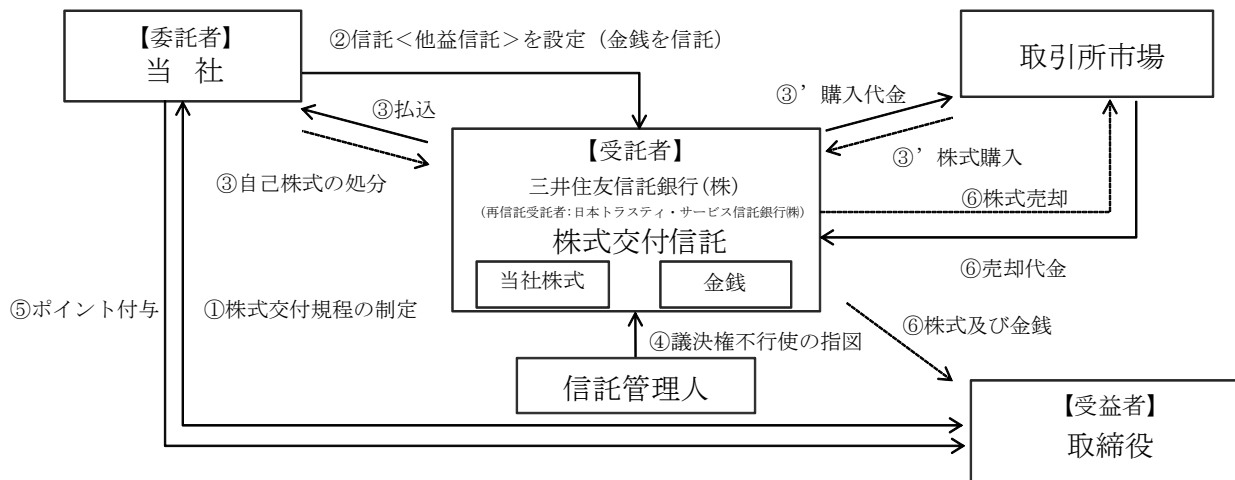 【委託者】
当 社
②信託<他益信託>を設定（金銭を信託）
取引所市場
③払込
③自己株式の処分
③’購入代金
③’株式購入
【受託者】
三井住友信託銀行(株)
(再信託受託者:日本トラスティ・サービス信託銀行㈱)
株式交付信託
当社株式
金銭
⑥株式売却
⑥売却代金
⑤ポイント付与
①株式交付規程の制定
④議決権不行使の指図
⑥株式及び金銭
信託管理人
【受益者】
取締役